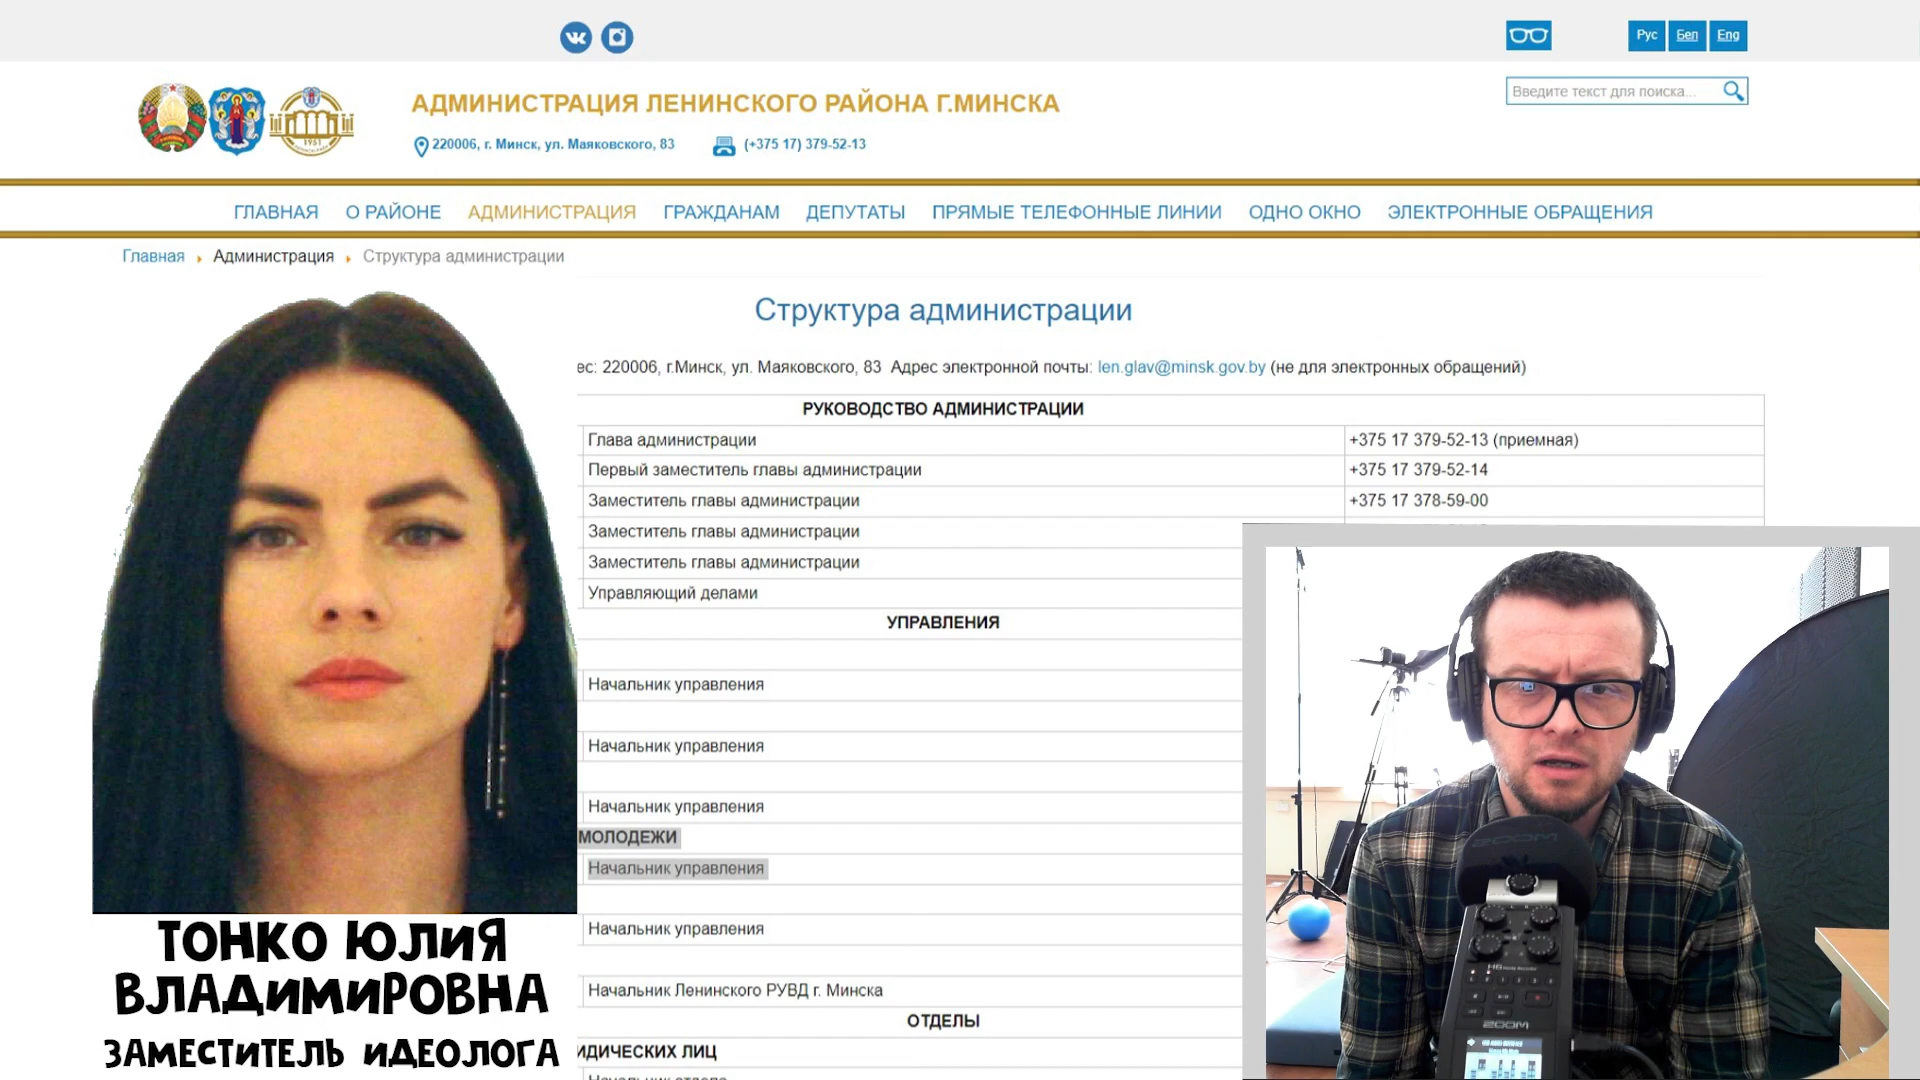 Рус Бел Eng
Введите текст для поиска...
АДМИНИСТРАЦИЯ ЛЕНИНСКОГО РАЙОНА Г.МИНСКА
1951
220006, г. Минск, ул. Маяковского, 83 (+375 17) 379-52-13
ГЛАВНАЯ О РАЙОНЕ АДМИНИСТРАЦИЯ ГРАЖДАНАМ ДЕПУТАТЫ ПРЯМЫЕ ТЕЛЕФОННЫЕ ЛИНИИ ОДНО ОКНО ЭЛЕКТРОННЫЕ ОБРАЩЕНИЯ
Главная Администрация Структура администрации
Структура администрации
ес: 220006, г.Минск, ул. Маяковского, 83 Адрес электронной почты: len.glav@minsk.gov.by (не для электронных обращений)
РУКОВОДСТВО АДМИНИСТРАЦИИ
Глава администрации +375 17 379-52-13 (приемная)
Первый заместитель главы администрации +375 17 379-52-14
Заместитель главы администрации +375 17 378-59-00
Заместитель главы администрации
Заместитель главы администрации
Управляющий делами
УПРАВЛЕНИЯ
Начальник управления
Начальник управления
Начальник управления
МОЛОДЕЖИ
Начальник управления
Начальник управления
Начальник Ленинского РУВД г. Минска
ОТДЕЛЫ
ИДИЧЕСКИХ ЛИЦ
ТОНКО ЮЛИЯ
ВЛАДИМИРОВНА
ЗАМЕСТИТЕЛЬ ИДЕОЛОГА
zoom
H6
zoom